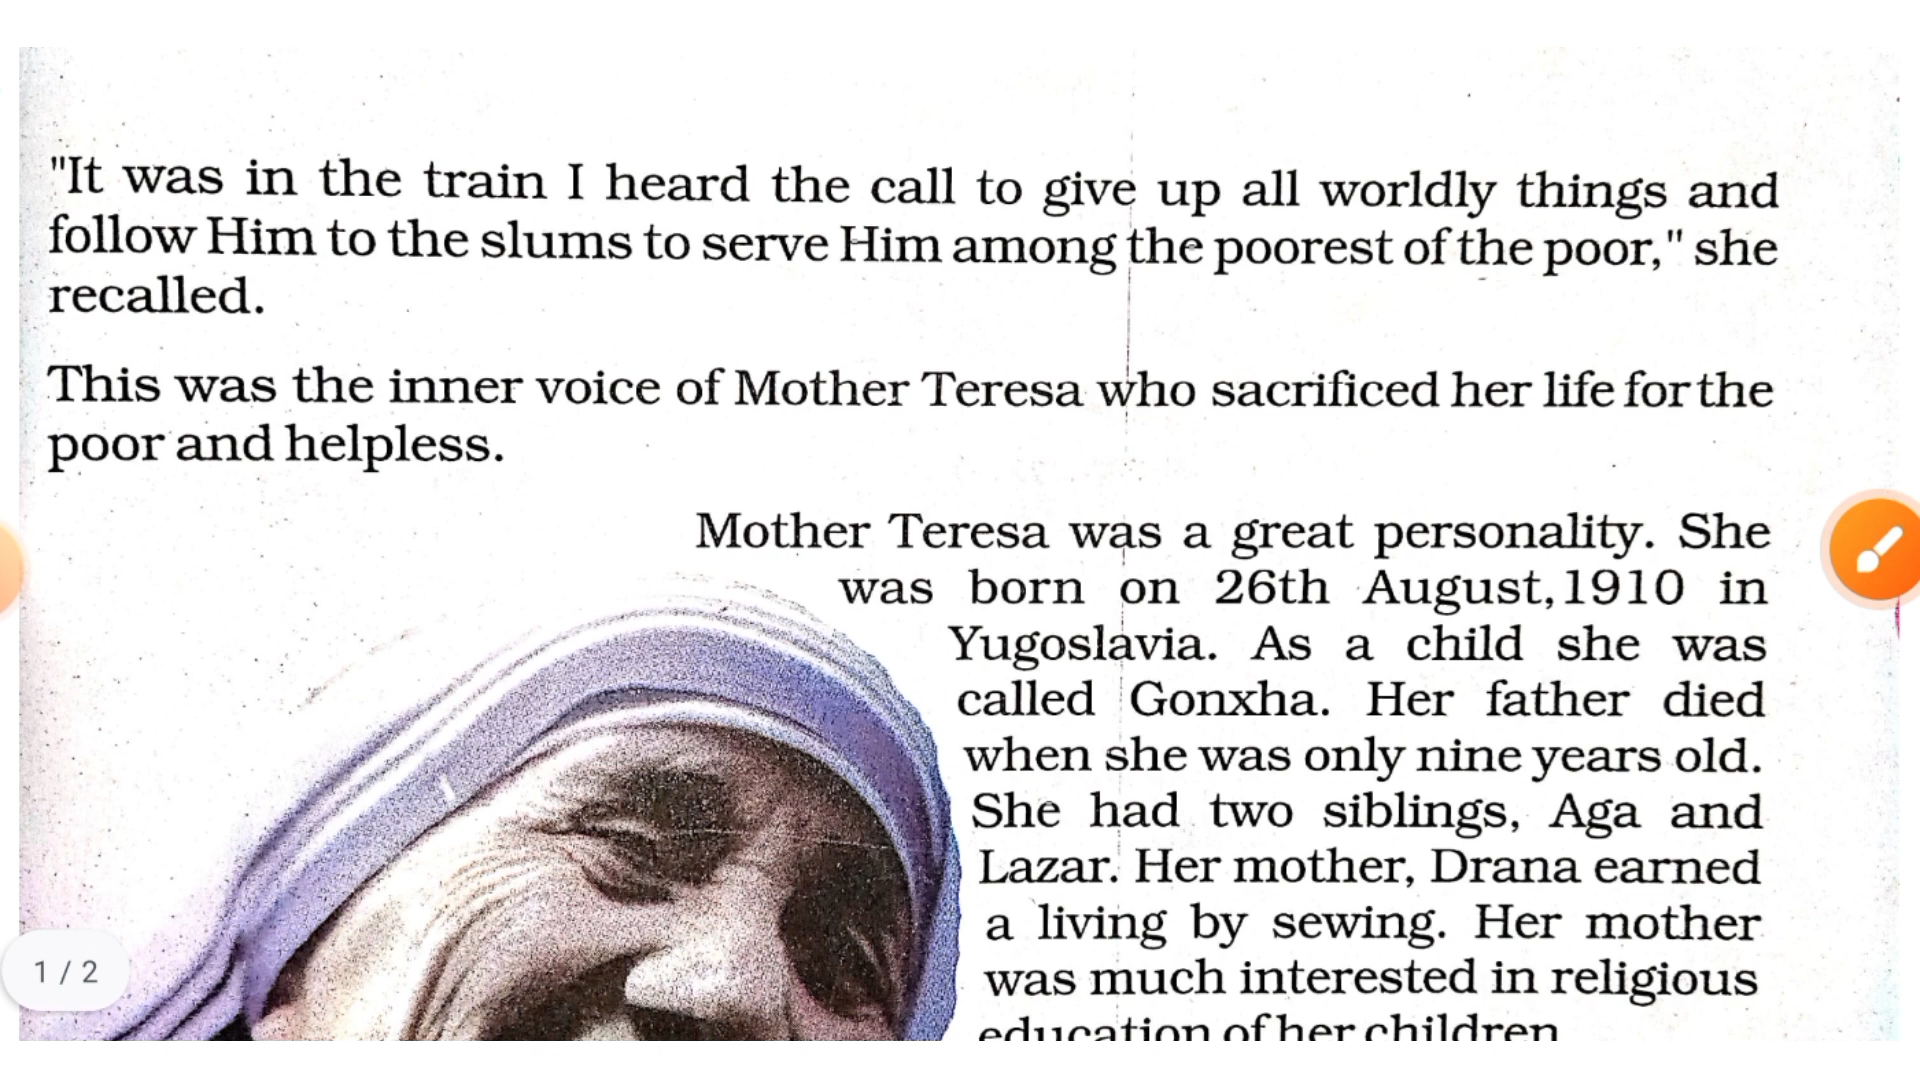 "It was in the train I heard the call to give up all worldly things and
follow Him to the slums to serve Him among the poorest of the poor," she
recalled.
This was the inner voice of Mother Teresa who sacrificed her life for the
poor and helpless.
Mother Teresa was a great personality. She
was born on 26th August,1910 in
Yugoslavia. As a child she was
called Gonxha. Her father died
when she was only nine years old.
She had two siblings, Aga and
Lazar. Her mother, Drana earned
a living by sewing. Her mother
was much interested in religious
education of her children
1 / 2